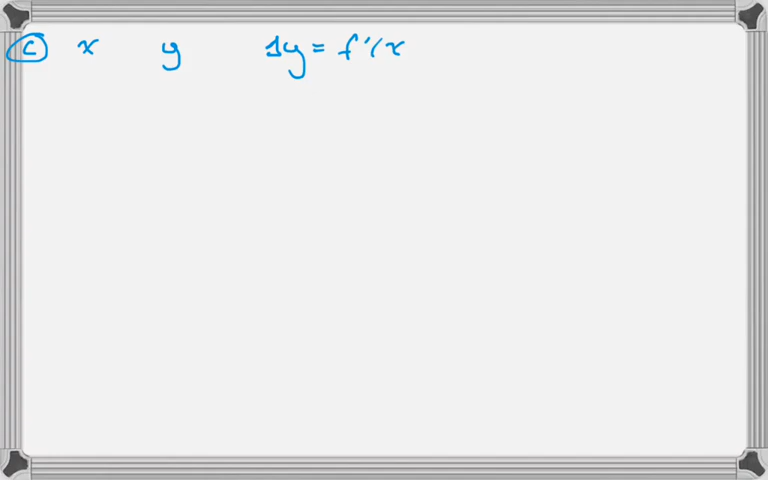 ⓒ x y Δy = f'(x